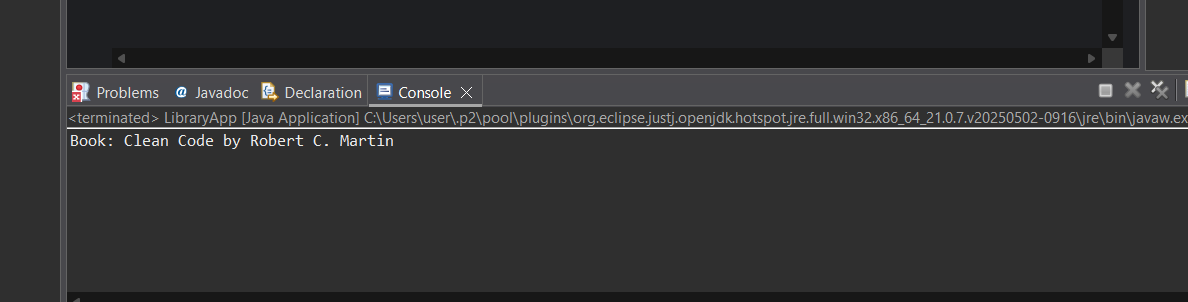 Problems @ Javadoc Declaration Console
<terminated> LibraryApp [Java Application] C:\Users\user\.p2\pool\plugins\org.eclipse.justj.openjdk.hotspot.jre.full.win32.x86_64_21.0.7.v20250502-0916\jre\bin\javaw.ex
Book: Clean Code by Robert C. Martin